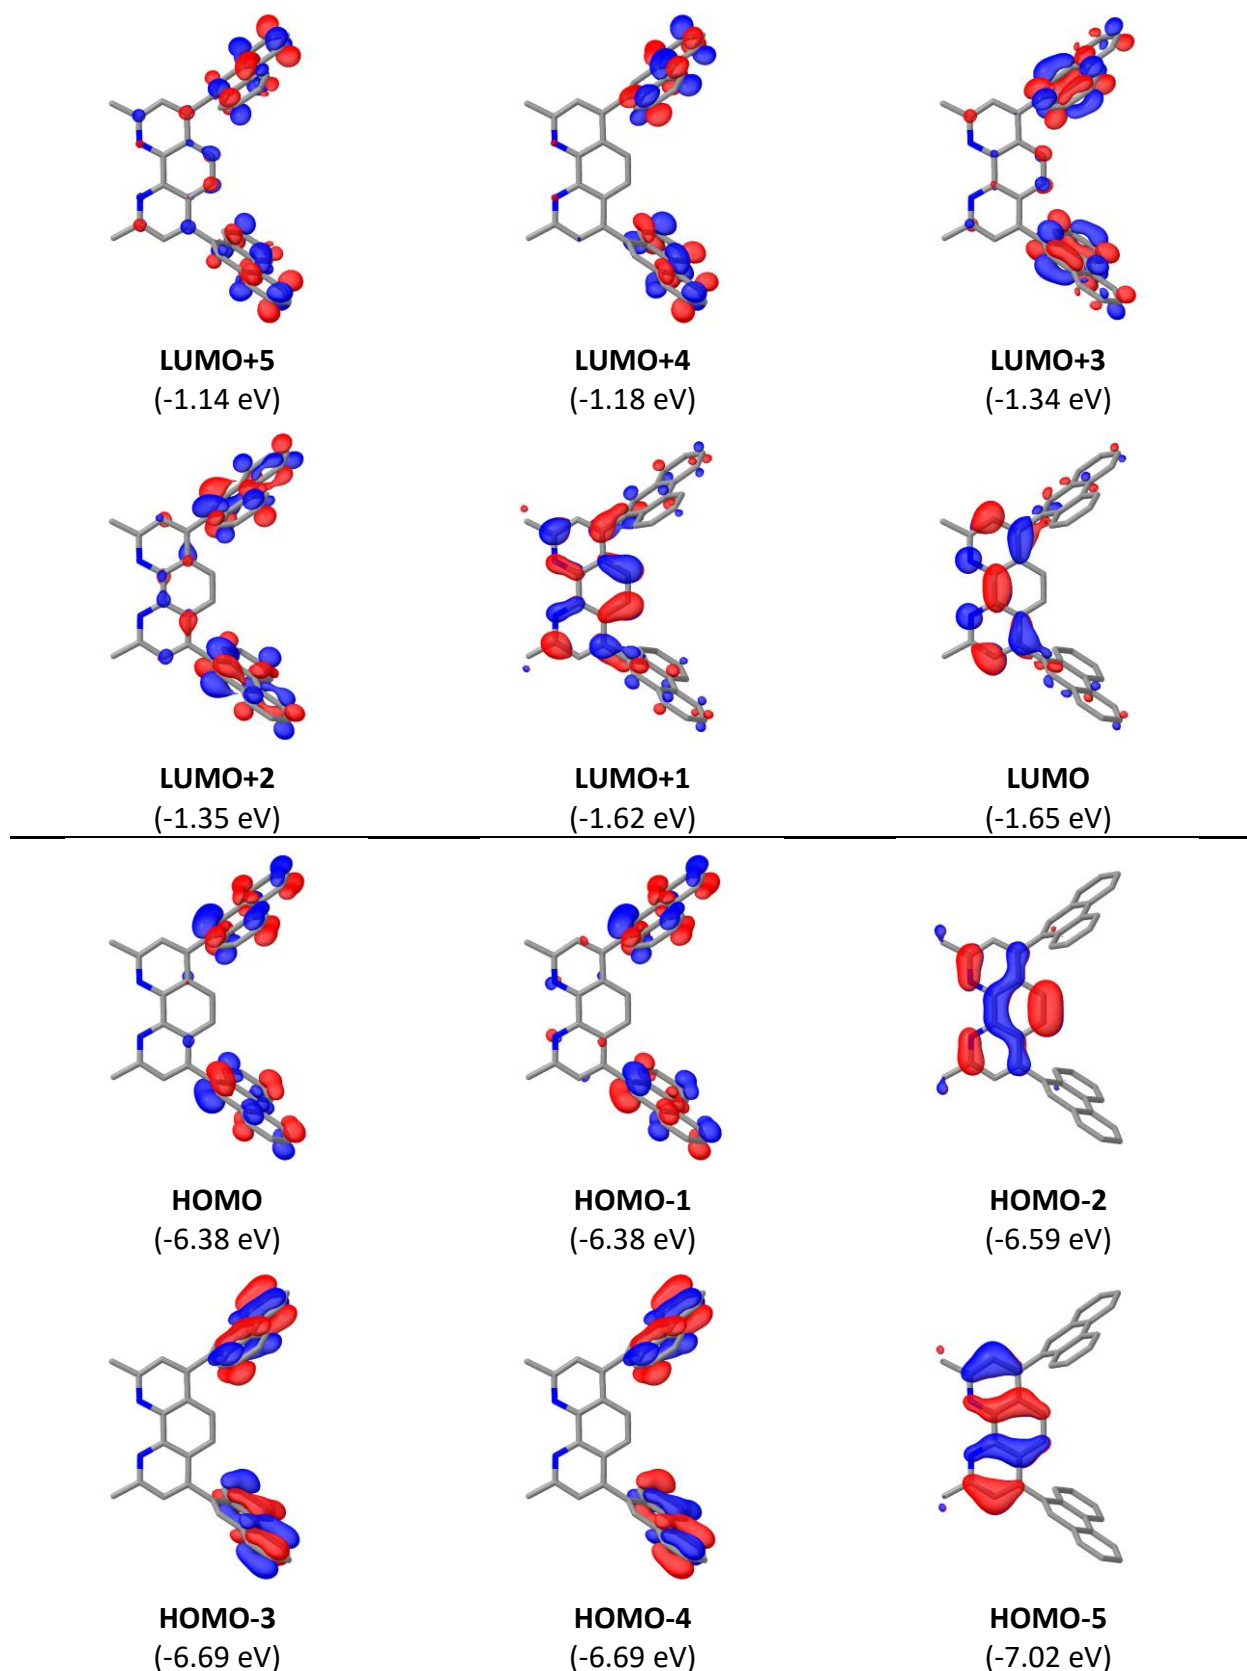 LUMO+5 LUMO+4 LUMO+3
(-1.14 eV) (-1.18 eV) (-1.34 eV)
LUMO+2 LUMO+1 LUMO
(-1.35 eV) (-1.62 eV) (-1.65 eV)
HOMO HOMO-1 HOMO-2
(-6.38 eV) (-6.38 eV) (-6.59 eV)
HOMO-3 HOMO-4 HOMO-5
(-6.69 eV) (-6.69 eV) (-7.02 eV)